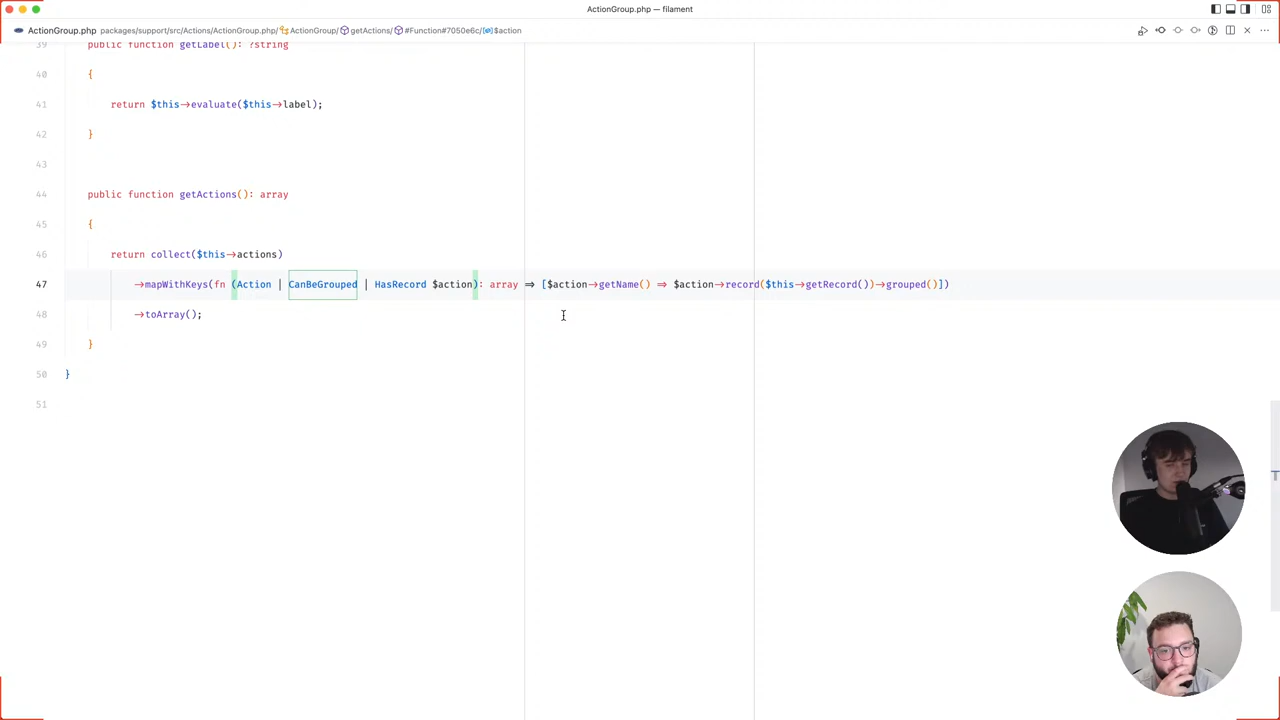 ActionGroup.php — filament
ActionGroup.php packages/support/src/Actions/ActionGroup.php/ ActionGroup/ getActions/ #Function#7050e6c/ $action
39 public function getLabel(): ?string
40 {
41 return $this->evaluate($this->label);
42 }
43
44 public function getActions(): array
45 {
46 return collect($this->actions)
47 ->mapWithKeys(fn (Action | CanBeGrouped | HasRecord $action): array => [$action->getName() => $action->record($this->getRecord())->grouped()])
48 ->toArray();
49 }
50 }
51